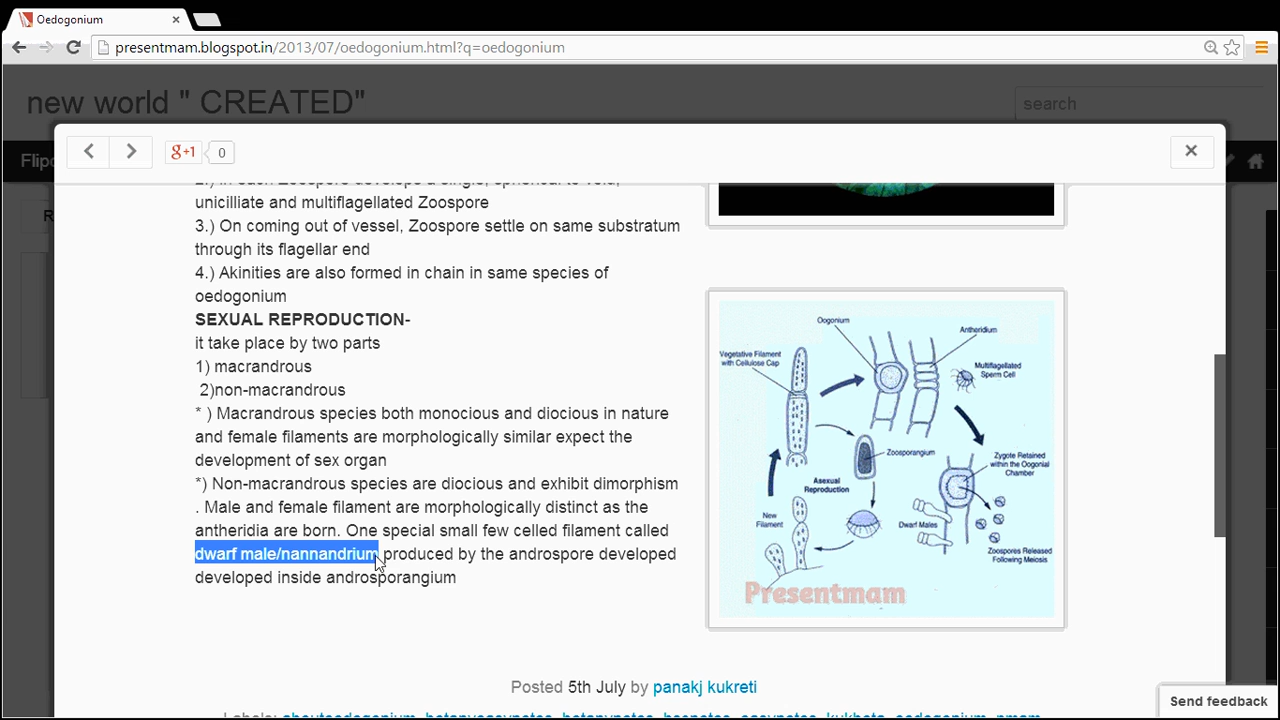 Oedogonium
presentmam.blogspot.in/2013/07/oedogonium.html?q=oedogonium
new world " CREATED"
search
g+1 0
unicilliate and multiflagellated Zoospore
3.) On coming out of vessel, Zoospore settle on same substratum
through its flagellar end
4.) Akinities are also formed in chain in same species of
oedogonium
SEXUAL REPRODUCTION-
it take place by two parts
1) macrandrous
2)non-macrandrous
* ) Macrandrous species both monocious and diocious in nature
and female filaments are morphologically similar expect the
development of sex organ
*) Non-macrandrous species are diocious and exhibit dimorphism
. Male and female filament are morphologically distinct as the
antheridia are born. One special small few celled filament called
dwarf male/nannandrium produced by the androspore developed
developed inside androsporangium
Oogonium
Antheridium
Vegetative Filament
with Cellulose Cap
Multiflagellated
Sperm Cell
Zoosporangium
Zygote Retained
within the Oogonial
Chamber
Asexual
Reproduction
New
Filament
Dwarf Males
Zoospores Released
Following Meiosis
Presentmam
Posted 5th July by panakj kukreti
Send feedback